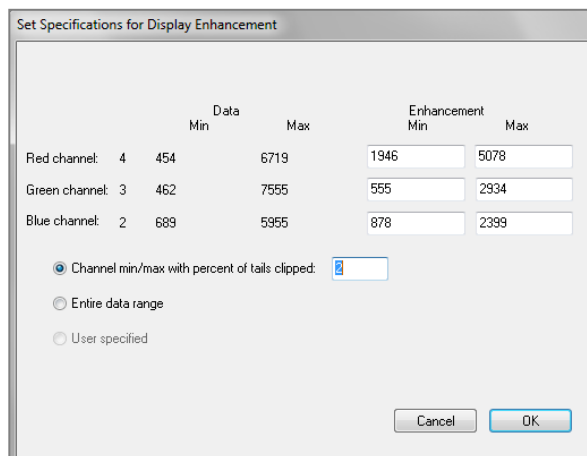 Set Specifications for Display Enhancement
Data Enhancement
Min Max Min Max
Red channel: 4 454 6719 1946 5078
Green channel: 3 462 7555 555 2934
Blue channel: 2 689 5955 878 2399
Channel min/max with percent of tails clipped: 2
Entire data range
User specified
Cancel OK